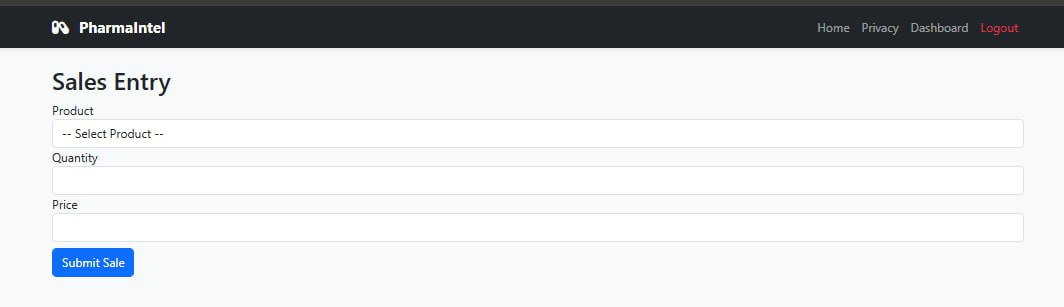 PharmaIntel Home Privacy Dashboard Logout
Sales Entry
Product
-- Select Product --
Quantity
Price
Submit Sale